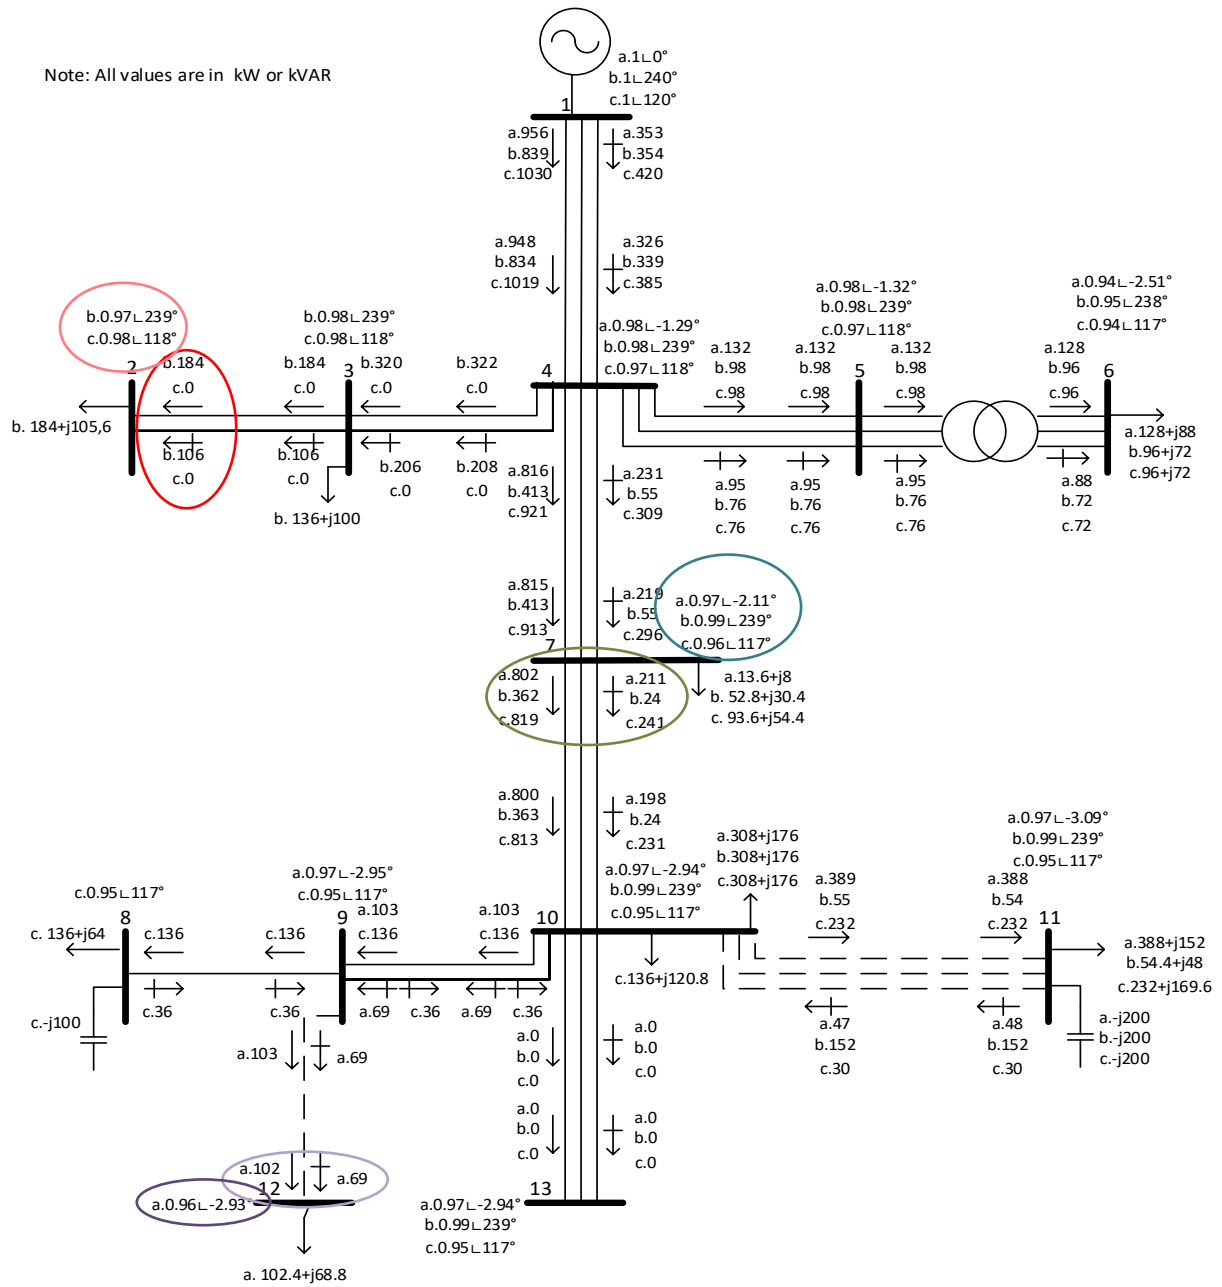 a.1∟0°
Note: All values are in kW or kVAR
b.1∟240°
c.1∟120°
1
a.956
b.839
c.1030
a.353
b.354
c.420
a.948
b.834
c.1019
a.326
b.339
c.385
b.0.97∟239°
c.0.98∟118°
2
b.184
c.0
b. 184+j105,6
b.106
c.0
b.0.98∟239°
c.0.98∟118°
b.184
c.0
3
b.320
c.0
b.322
c.0
b.106
c.0
b.206
c.0
b.208
c.0
b. 136+j100
a.0.98∟-1.29°
b.0.98∟239°
c.0.97∟118°
4
a.132
b.98
c.98
a.132
b.98
c.98
a.0.98∟-1.32°
b.0.98∟239°
c.0.97∟118°
5
a.132
b.98
c.98
a.0.94∟-2.51°
b.0.95∟238°
c.0.94∟117°
a.128
b.96
c.96
6
a.128+j88
b.96+j72
c.96+j72
a.95
b.76
c.76
a.95
b.76
c.76
a.95
b.76
c.76
a.88
b.72
c.72
a.816
b.413
c.921
a.231
b.55
c.309
a.815
b.413
c.913
a.219
b.55
c.296
a.0.97∟-2.11°
b.0.99∟239°
c.0.96∟117°
7
a.802
b.362
c.819
a.211
b.24
c.241
a.13.6+j8
b. 52.8+j30.4
c. 93.6+j54.4
a.800
b.363
c.813
a.198
b.24
c.231
a.308+j176
b.308+j176
c.308+j176
a.0.97∟-3.09°
b.0.99∟239°
c.0.95∟117°
c.0.95∟117°
8
c. 136+j64
c.136
c.136
c.36
c.36
c.-j100
a.0.97∟-2.95°
c.0.95∟117°
9
a.103
c.136
a.103
c.136
a.69
c.36
a.69
c.36
a.0.97∟-2.94°
b.0.99∟239°
c.0.95∟117°
10
c.136+j120.8
a.389
b.55
c.232
a.388
b.54
c.232
11
a.388+j152
b.54.4+j48
c.232+j169.6
a.47
b.152
c.30
a.48
b.152
c.30
a.-j200
b.-j200
c.-j200
a.103
a.69
a.0
b.0
c.0
a.0
b.0
c.0
a.0
b.0
c.0
a.0
b.0
c.0
a.102
a.69
12
a.0.96∟-2.93°
a. 102.4+j68.8
13
a.0.97∟-2.94°
b.0.99∟239°
c.0.95∟117°